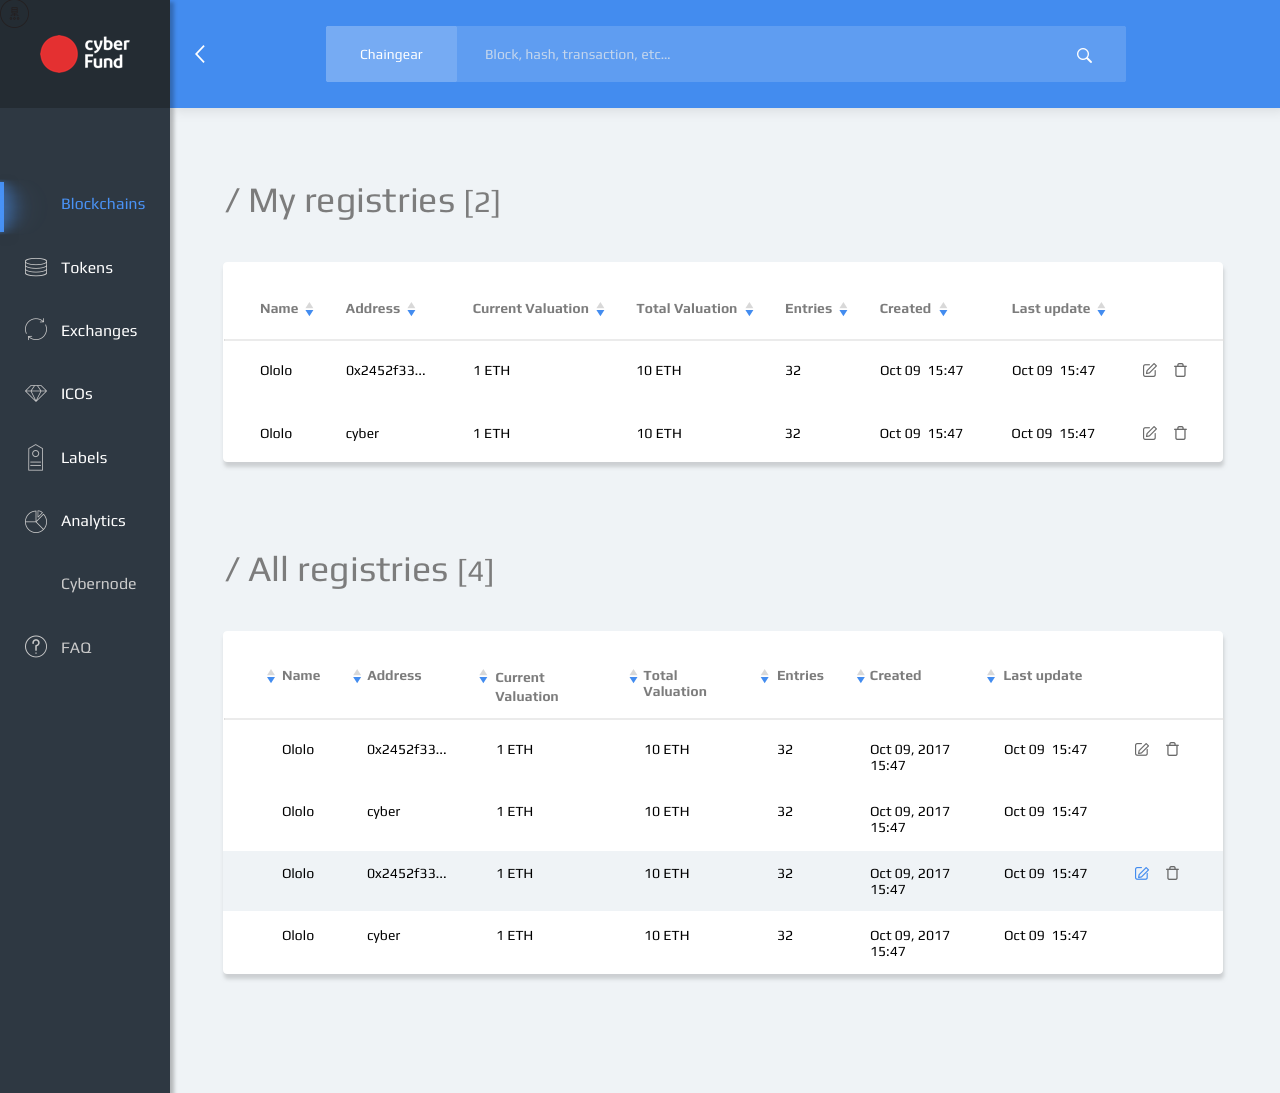 cyber
Fund
Chaingear
Block, hash, transaction, etc...
Blockchains
Tokens
Exchanges
ICOs
Labels
Analytics
Cybernode
FAQ
/ My registries [2]
Name Address Current Valuation Total Valuation Entries Created Last update
Ololo 0x2452f33... 1 ETH 10 ETH 32 Oct 09 15:47 Oct 09 15:47
Ololo cyber 1 ETH 10 ETH 32 Oct 09 15:47 Oct 09 15:47
/ All registries [4]
Name Address Current Valuation Total Valuation Entries Created Last update
Ololo 0x2452f33... 1 ETH 10 ETH 32 Oct 09, 2017 15:47 Oct 09 15:47
Ololo cyber 1 ETH 10 ETH 32 Oct 09, 2017 15:47 Oct 09 15:47
Ololo 0x2452f33... 1 ETH 10 ETH 32 Oct 09, 2017 15:47 Oct 09 15:47
Ololo cyber 1 ETH 10 ETH 32 Oct 09, 2017 15:47 Oct 09 15:47